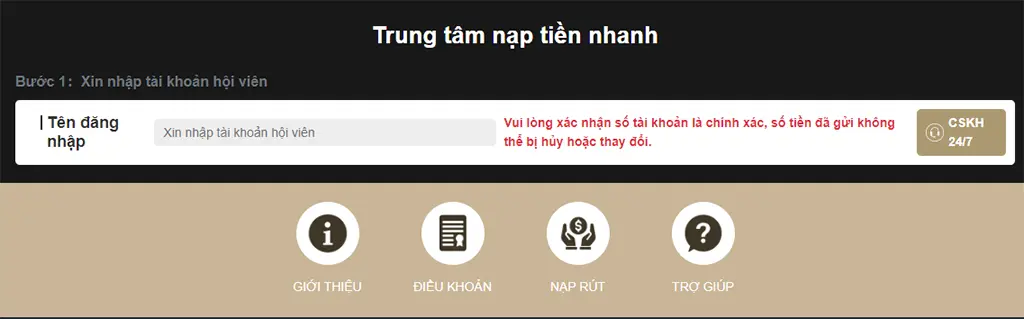 Trung tâm nạp tiền nhanh
Bước 1: Xin nhập tài khoản hội viên
| Tên đăng
nhập
Xin nhập tài khoản hội viên
Vui lòng xác nhận số tài khoản là chính xác, số tiền đã gửi không
thể bị hủy hoặc thay đổi.
CSKH
24/7
GIỚI THIỆU
ĐIỀU KHOẢN
NẠP RÚT
TRỢ GIÚP